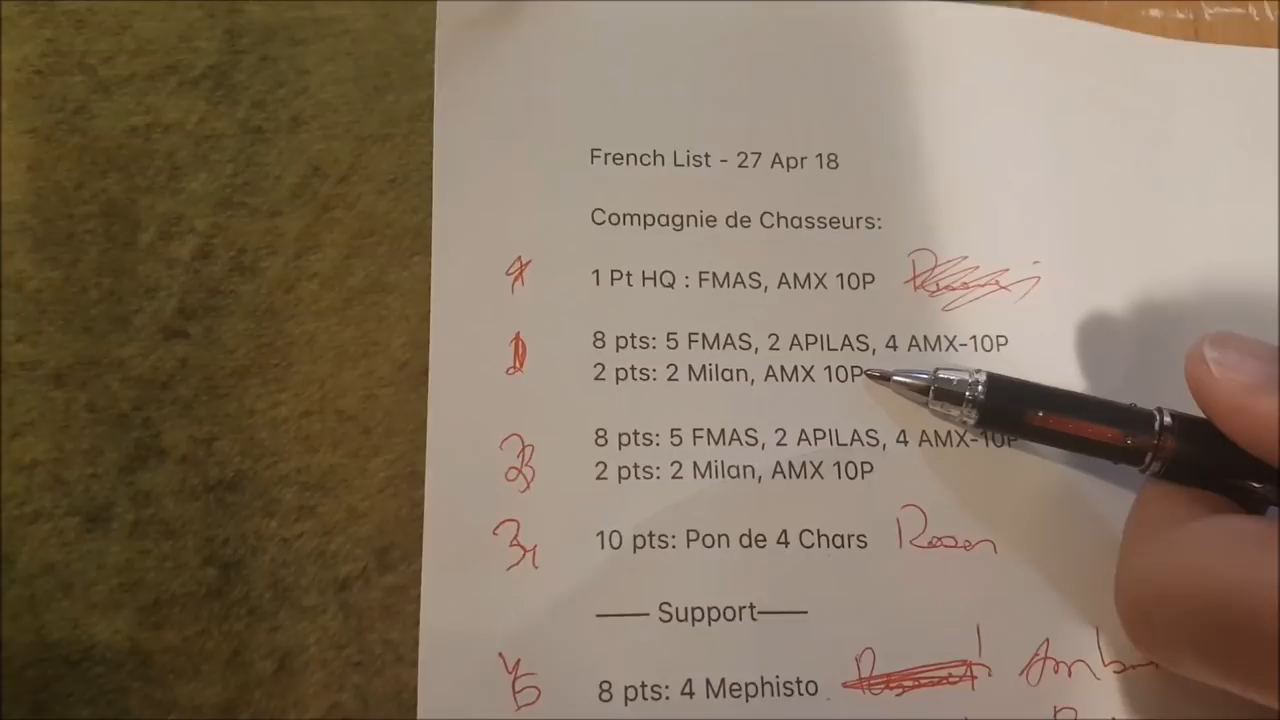 French List - 27 Apr 18
Compagnie de Chasseurs:
1 Pt HQ : FMAS, AMX 10P
8 pts: 5 FMAS, 2 APILAS, 4 AMX-10P
2 pts: 2 Milan, AMX 10P
8 pts: 5 FMAS, 2 APILAS, 4 AMX-10P
2 pts: 2 Milan, AMX 10P
10 pts: Pon de 4 Chars
Support
8 pts: 4 Mephisto